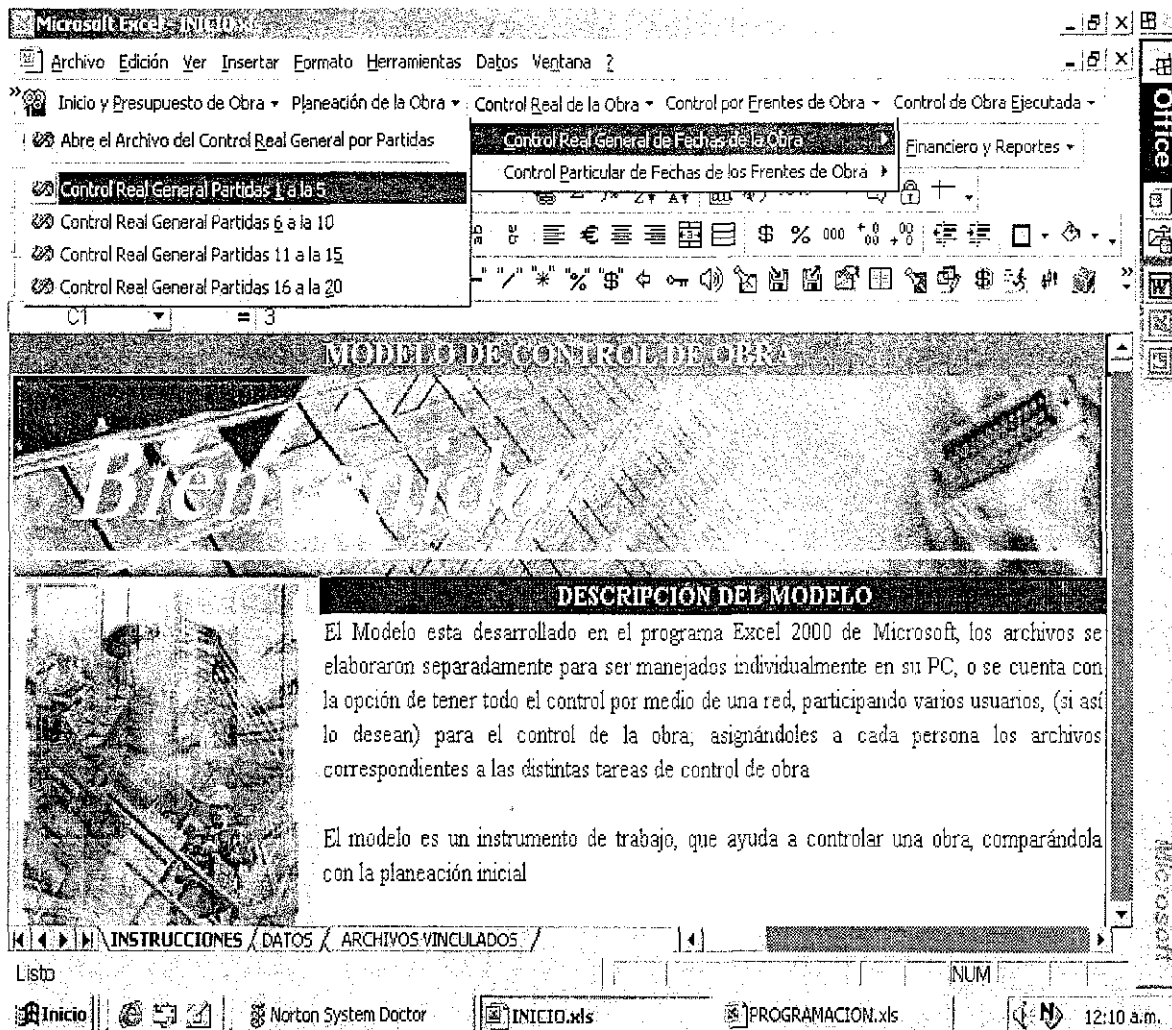 Microsoft Excel - INICIO.xls
Archivo Edición Ver Insertar Formato Herramientas Datos Ventana ?
Inicio y Presupuesto de Obra Planeación de la Obra Control Real de la Obra Control por Frentes de Obra Control de Obra Ejecutada
Abre el Archivo del Control Real General por Partidas
Control Real General de Fechas de la Obra
Financiero y Reportes
Control Particular de Fechas de los Frentes de Obra
Control Real General Partidas 1 a la 5
Control Real General Partidas 6 a la 10
Control Real General Partidas 11 a la 15
Control Real General Partidas 16 a la 20
$ % 000
"/" "*" "%" "$"
C1 = 3
MODELO DE CONTROL DE OBRA
Bienvenidos
DESCRIPCIÓN DEL MODELO
El Modelo esta desarrollado en el programa Excel 2000 de Microsoft, los archivos se
elaboraron separadamente para ser manejados individualmente en su PC, o se cuenta con
la opción de tener todo el control por medio de una red, participando varios usuarios, (si así
lo desean) para el control de la obra; asignándoles a cada persona los archivos
correspondientes a las distintas tareas de control de obra
El modelo es un instrumento de trabajo, que ayuda a controlar una obra, comparándola
con la planeación inicial
INSTRUCCIONES DATOS ARCHIVOS VINCULADOS
Listo NUM
Inicio Norton System Doctor INICIO.xls PROGRAMACION.xls 12:10 a.m.
Office
Microsoft